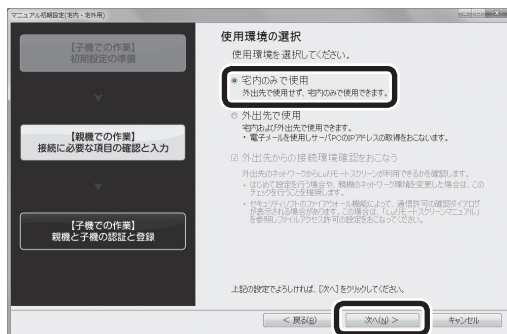 マニュアル初期設定(宅内・宅外用)
【子機での作業】
初期設定の準備
【親機での作業】
接続に必要な項目の確認と入力
【子機での作業】
親機と子機の認証と登録
使用環境の選択
使用環境を選択してください。
宅内のみで使用
外出先で使用せず、宅内のみで使用できます。
外出先で使用
宅内および外出先で使用できます。
・電子メールを使用しサーバPCのIPアドレスの取得をおこないます。
外出先からの接続環境確認をおこなう
外出先のネットワークからLuiリモートスクリーンが利用できるかを確認します。
・はじめて設定を行う場合や、親機のネットワーク環境を変更した場合は、この
チェックを行うことを推奨します。
・セキュリティソフトのファイアウォール機能によって、通信許可の確認ダイアログ
が表示される場合があります。この場合は、「Luiリモートスクリーンマニュアル」
を参照しファイルアクセス許可の設定をおこなってください。
上記の設定でよろしければ、[次へ]をクリックしてください。
< 戻る(B)
次へ(N) >
キャンセル